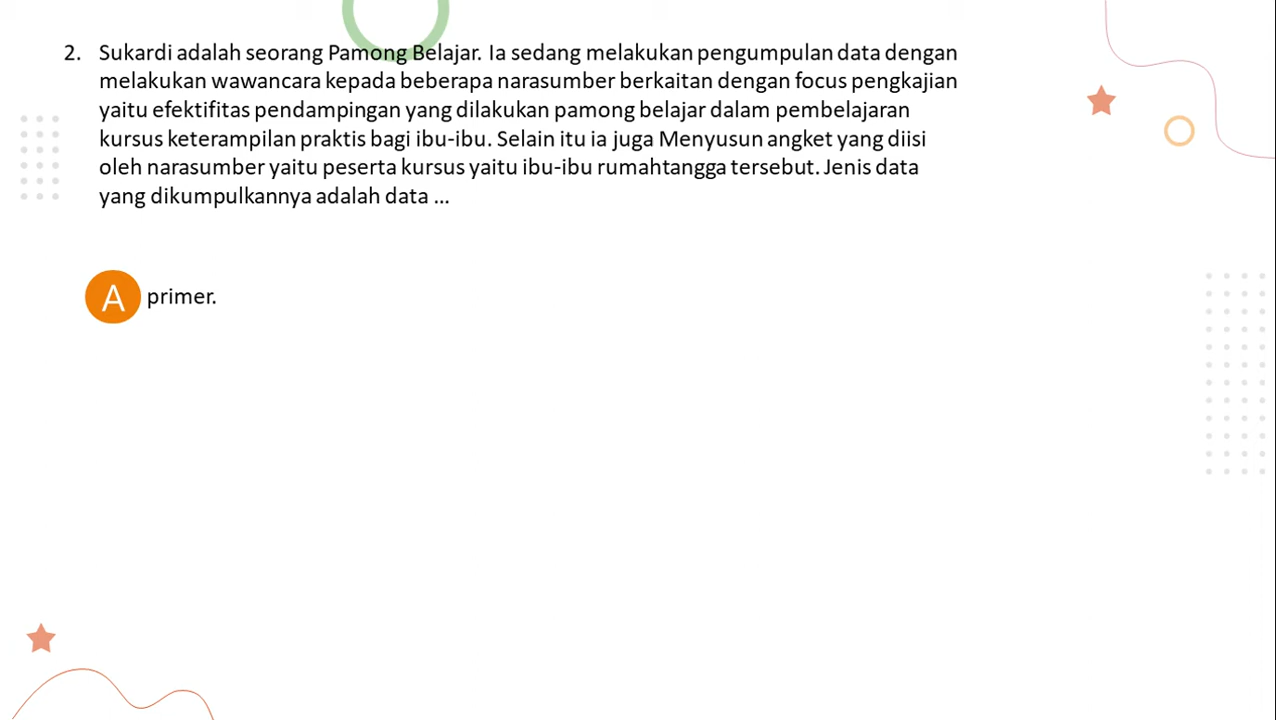 2. Sukardi adalah seorang Pamong Belajar. Ia sedang melakukan pengumpulan data dengan
melakukan wawancara kepada beberapa narasumber berkaitan dengan focus pengkajian
yaitu efektifitas pendampingan yang dilakukan pamong belajar dalam pembelajaran
kursus keterampilan praktis bagi ibu-ibu. Selain itu ia juga Menyusun angket yang diisi
oleh narasumber yaitu peserta kursus yaitu ibu-ibu rumahtangga tersebut. Jenis data
yang dikumpulkannya adalah data ...
A primer.